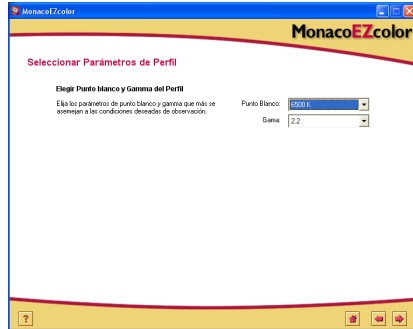 MonacoEZcolor
MonacoEZcolor
Seleccionar Parámetros de Perfil
Elegir Punto blanco y Gamma del Perfil
Elija los parámetros de punto blanco y gamma que más se
asemejan a las condiciones deseadas de observación.
Punto Blanco: 6500 K
Gama: 2.2
?